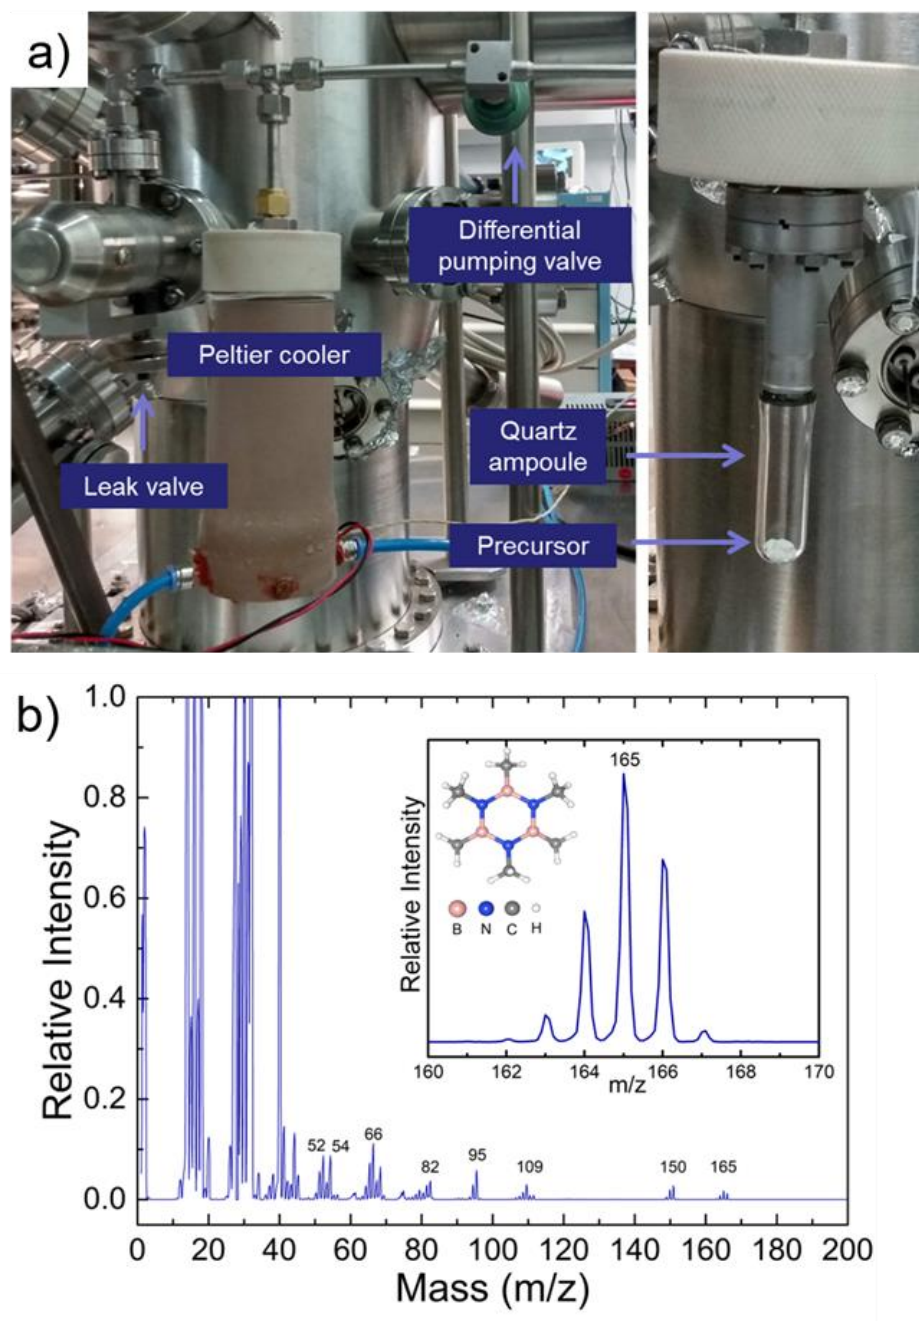 a)
Differential
pumping valve
Peltier cooler
Quartz
ampoule
Leak valve
Precursor
b)
Relative Intensity
1.0
0.8
0.6
0.4
0.2
0.0
0 20 40 60 80 100 120 140 160 180 200
Mass (m/z)
52
54
66
82
95
109
150
165
Relative Intensity
165
B N C H
160 162 164 166 168 170
m/z